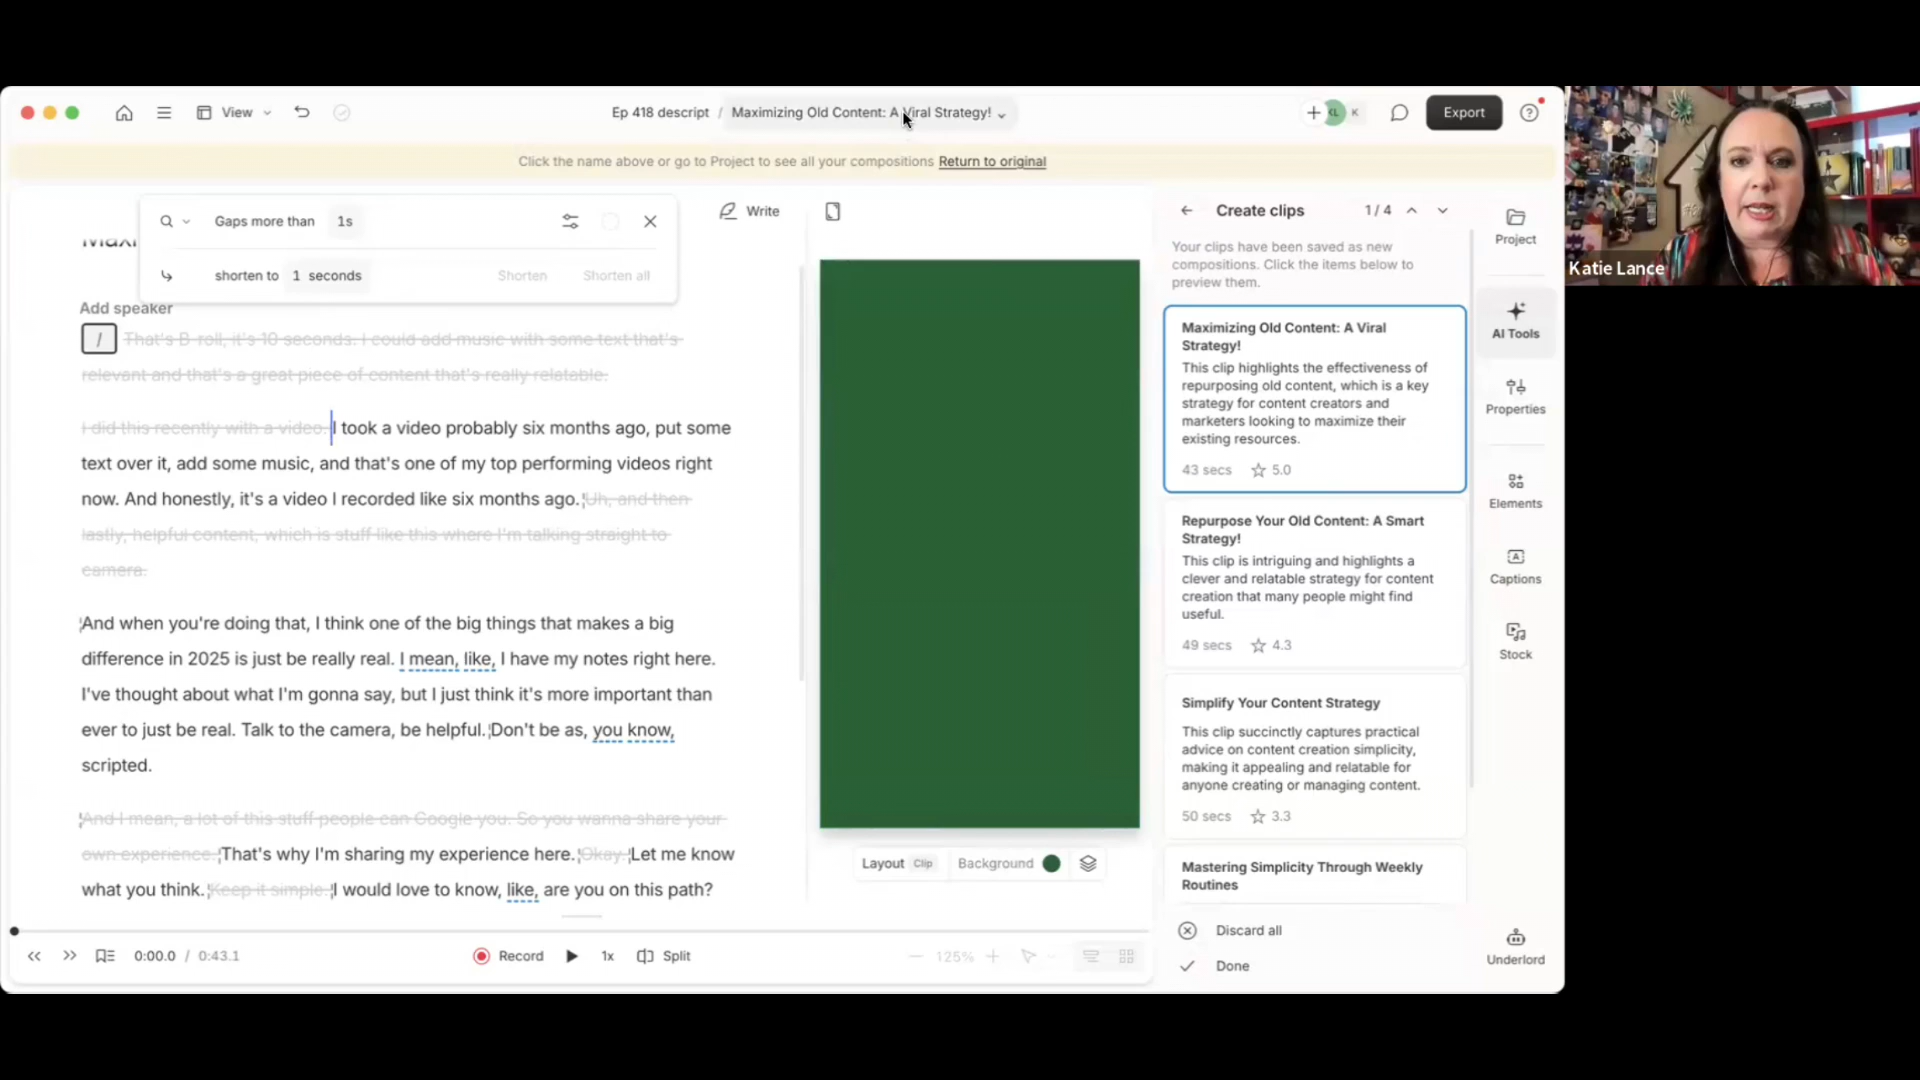 View
Ep 418 descript / Maximizing Old Content: A Viral Strategy!
KL
K
Export
Click the name above or go to Project to see all your compositions Return to original
Gaps more than 1s
shorten to 1 seconds Shorten Shorten all
Write
Add speaker
/ That's B-roll, it's 10 seconds. I could add music with some text that's
relevant and that's a great piece of content that's really relatable.
I did this recently with a video. I took a video probably six months ago, put some
text over it, add some music, and that's one of my top performing videos right
now. And honestly, it's a video I recorded like six months ago. Uh, and then
lastly, helpful content, which is stuff like this where I'm talking straight to
camera.
And when you're doing that, I think one of the big things that makes a big
difference in 2025 is just be really real. I mean, like, I have my notes right here.
I've thought about what I'm gonna say, but I just think it's more important than
ever to just be real. Talk to the camera, be helpful. Don't be as, you know,
scripted.
And I mean, a lot of this stuff people can Google you. So you wanna share your
own experience. That's why I'm sharing my experience here. Okay. Let me know
what you think. Keep it simple. I would love to know, like, are you on this path?
Layout Clip Background
Create clips 1 / 4
Your clips have been saved as new
compositions. Click the items below to
preview them.
Maximizing Old Content: A Viral
Strategy!
This clip highlights the effectiveness of
repurposing old content, which is a key
strategy for content creators and
marketers looking to maximize their
existing resources.
43 secs 5.0
Repurpose Your Old Content: A Smart
Strategy!
This clip is intriguing and highlights a
clever and relatable strategy for content
creation that many people might find
useful.
49 secs 4.3
Simplify Your Content Strategy
This clip succinctly captures practical
advice on content creation simplicity,
making it appealing and relatable for
anyone creating or managing content.
50 secs 3.3
Mastering Simplicity Through Weekly
Routines
Discard all
Done
Project
AI Tools
Properties
Elements
Captions
Stock
Underlord
0:00.0 / 0:43.1
Record
1x
Split
125%
Katie Lance